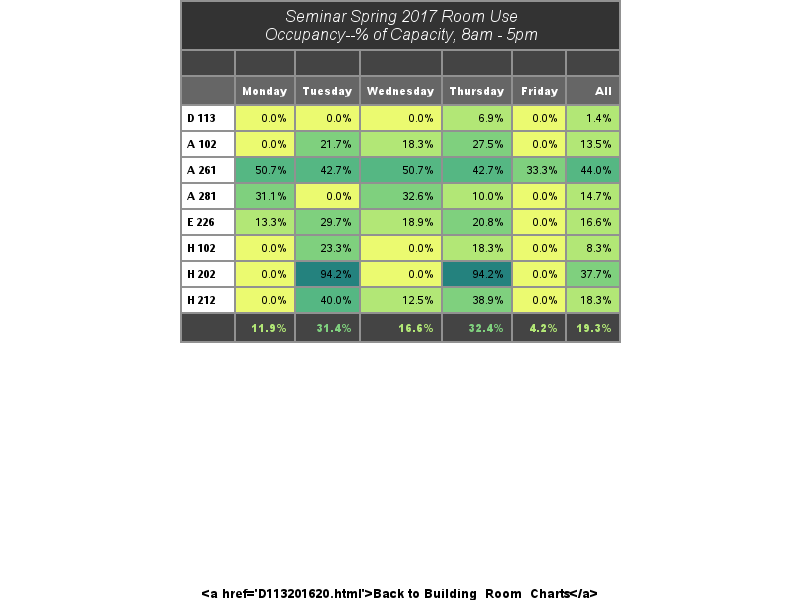 Seminar Spring 2017 Room Use
Occupancy--% of Capacity, 8am - 5pm
Monday Tuesday Wednesday Thursday Friday All
D 113 0.0% 0.0% 0.0% 6.9% 0.0% 1.4%
A 102 0.0% 21.7% 18.3% 27.5% 0.0% 13.5%
A 261 50.7% 42.7% 50.7% 42.7% 33.3% 44.0%
A 281 31.1% 0.0% 32.6% 10.0% 0.0% 14.7%
E 226 13.3% 29.7% 18.9% 20.8% 0.0% 16.6%
H 102 0.0% 23.3% 0.0% 18.3% 0.0% 8.3%
H 202 0.0% 94.2% 0.0% 94.2% 0.0% 37.7%
H 212 0.0% 40.0% 12.5% 38.9% 0.0% 18.3%
11.9% 31.4% 16.6% 32.4% 4.2% 19.3%
<a href='D113201620.html'>Back to Building_Room_Charts</a>